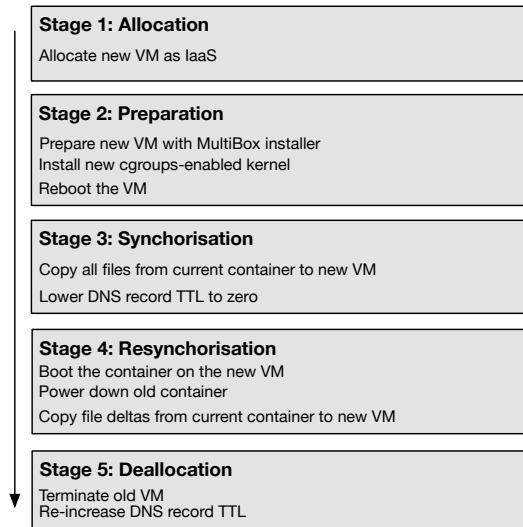 Stage 1: Allocation
Allocate new VM as IaaS
Stage 2: Preparation
Prepare new VM with MultiBox installer
Install new cgroups-enabled kernel
Reboot the VM
Stage 3: Synchorisation
Copy all files from current container to new VM
Lower DNS record TTL to zero
Stage 4: Resynchorisation
Boot the container on the new VM
Power down old container
Copy file deltas from current container to new VM
Stage 5: Deallocation
Terminate old VM
Re-increase DNS record TTL